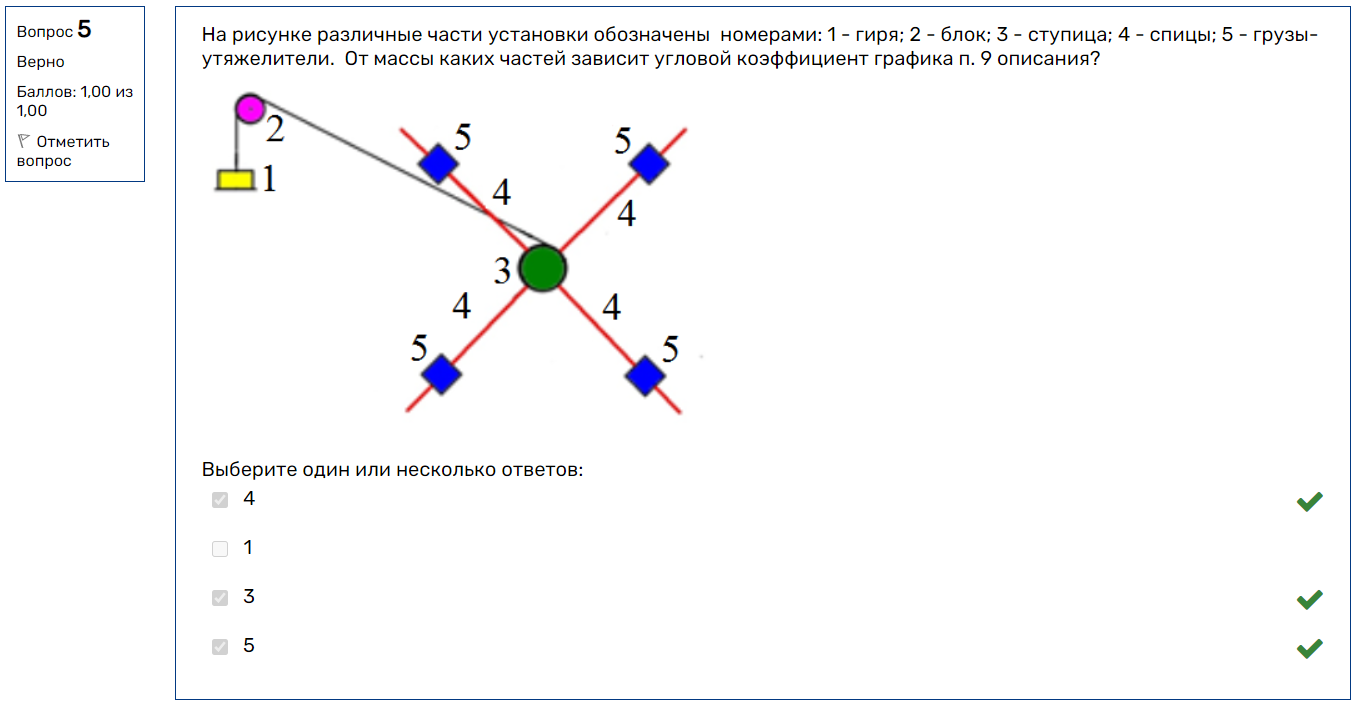 Вопрос 5
Верно
Баллов: 1,00 из
1,00
Отметить
вопрос
На рисунке различные части установки обозначены номерами: 1 - гиря; 2 - блок; 3 - ступица; 4 - спицы; 5 - грузы-
утяжелители. От массы каких частей зависит угловой коэффициент графика п. 9 описания?
2
1
5
5
4
4
3
4
4
5
5
Выберите один или несколько ответов:
4
1
3
5